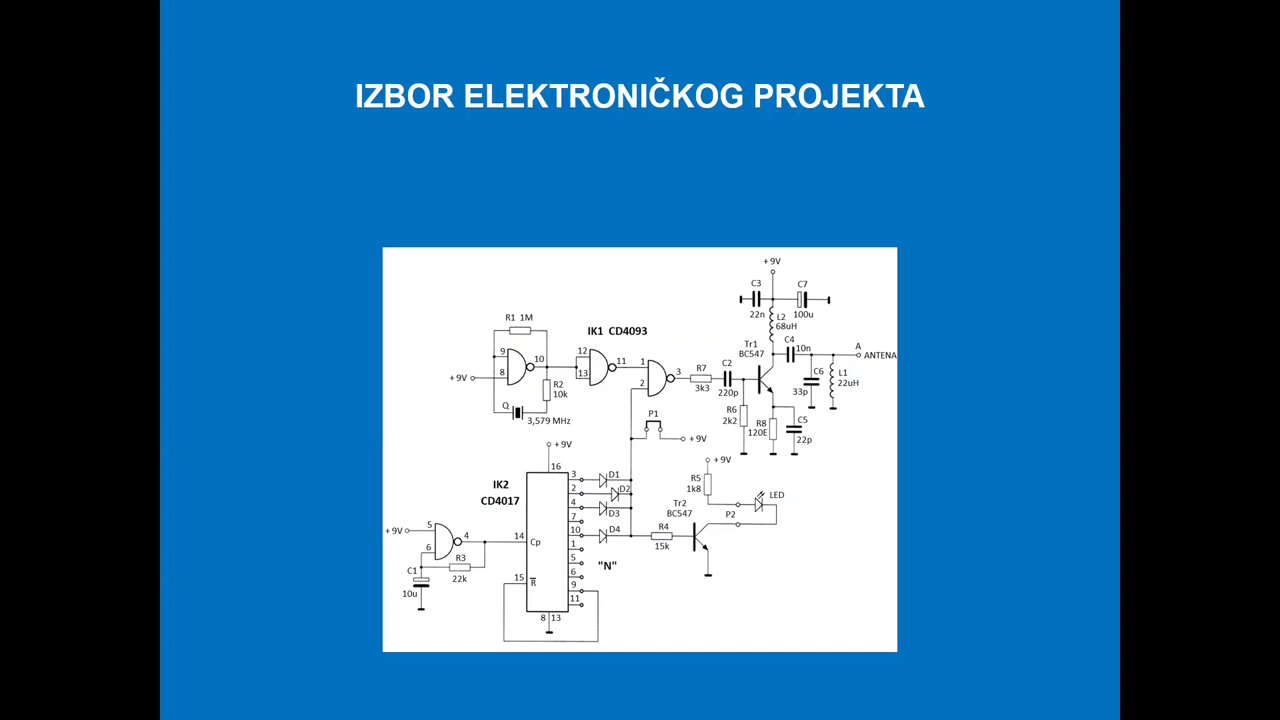 IZBOR ELEKTRONIČKOG PROJEKTA
+ 9V
C3
C7
22n
100u
L2
68uH
R1 1M
IK1 CD4093
Tr1
BC547
C4
10n
A
ANTENA
9
10
8
+ 9V
12
11
13
1
3
2
R7
3k3
C2
220p
C6
33p
L1
22uH
R2
10k
Q
3,579 MHz
R6
2k2
R8
120E
C5
22p
P1
+ 9V
+ 9V
16
IK2
CD4017
3
D1
2
D2
4
D3
7
10
D4
1
5
"N"
6
9
11
+ 9V
R5
1k8
LED
P2
Tr2
BC547
R4
15k
+ 9V
5
4
6
14
Cp
R3
22k
C1
10u
15
R̅
8
13